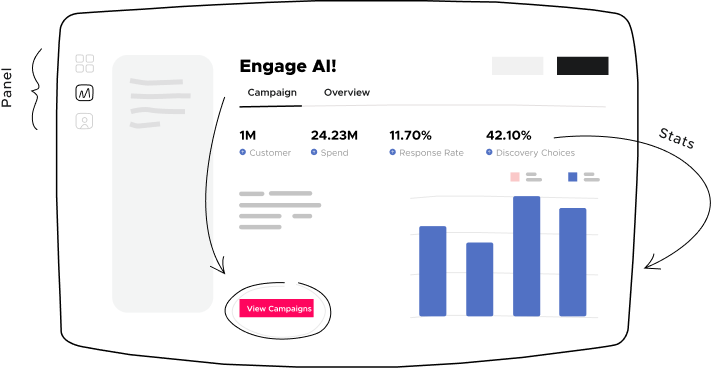 Panel
Engage AI!
Campaign Overview
1M 24.23M 11.70% 42.10%
Customer Spend Response Rate Discovery Choices
Stats
View Campaigns